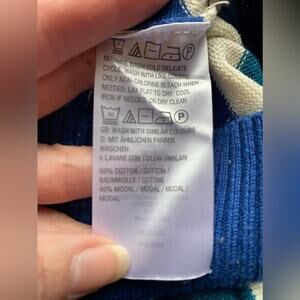 MACHINE WASH COLD DELICATE
CYCLE. WASH WITH LIKE COLORS
ONLY NON-CHLORINE BLEACH WHEN
NEEDED. LAY FLAT TO DRY. COOL
IRON IF NEEDED. OR DRY CLEAN
GB: WASH WITH SIMILAR COLOURS
D: MIT ÄHNLICHEN FARBEN
WASCHEN
I: LAVARE CON COLORI SIMILARI
60% COTTON / COTTON /
BAUMWOLLE / COTONE
40% MODAL / MODAL / MODAL /
MODAL